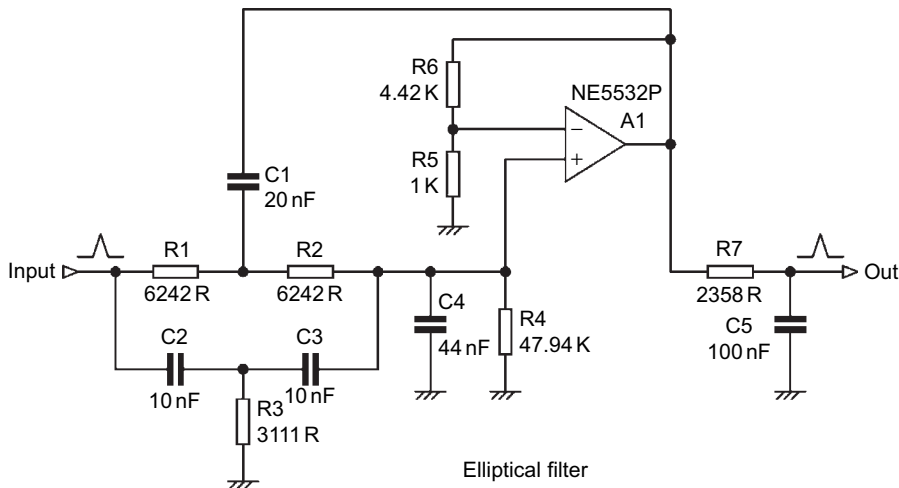 R6
4.42 K
NE5532P
A1
−
+
R5
1 K
C1
20 nF
Input
R1
6242 R
R2
6242 R
C4
44 nF
R4
47.94 K
R7
2358 R
Out
C5
100 nF
C2
10 nF
C3
10 nF
R3
3111 R
Elliptical filter